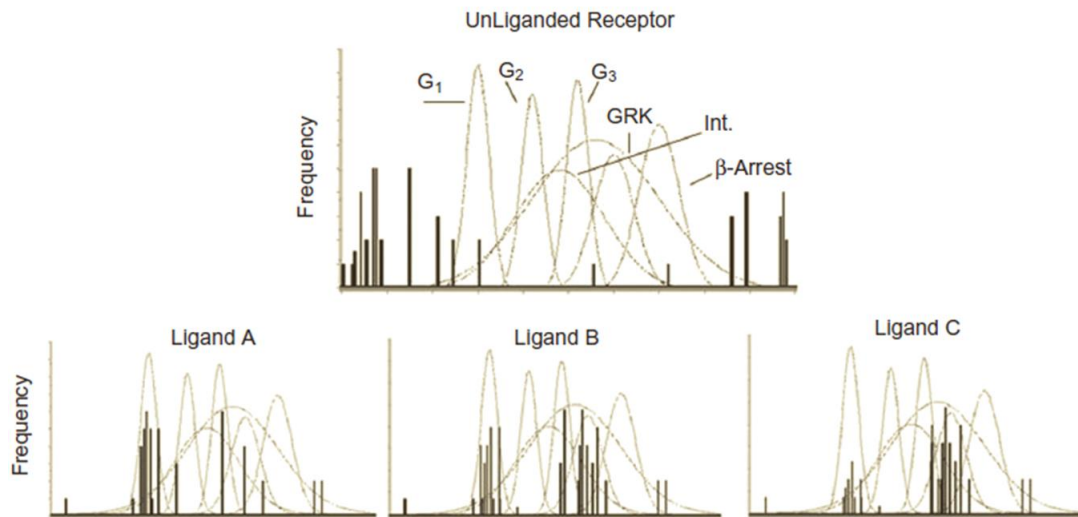 UnLiganded Receptor
G₁
G₂
G₃
GRK
Int.
β-Arrest
Frequency
Ligand A
Ligand B
Ligand C
Frequency